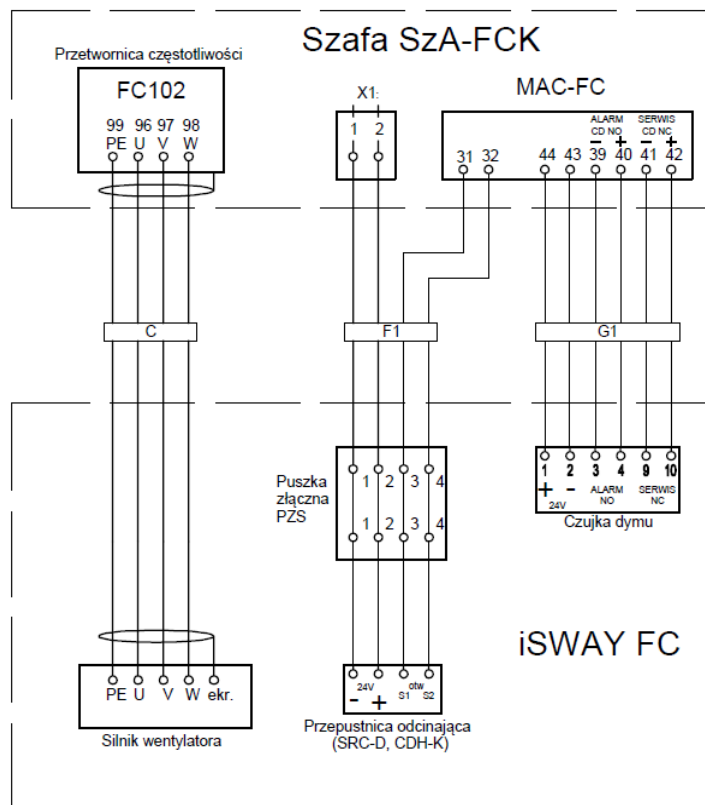 Szafa SzA-FCK
Przetwornica częstotliwości
FC102
99 96 97 98
PE U V W
X1:
1 2
MAC-FC
ALARM SERWIS
CD NO CD NC
- + - +
31 32 44 43 39 40 41 42
C
F1
G1
Puszka
złączna
PZS
1 2 3 4
1 2 3 4
1 2 3 4 9 10
+ - ALARM SERWIS
24V NO NC
Czujka dymu
iSWAY FC
PE U V W ekr.
Silnik wentylatora
24V otw
- + S1 S2
Przepustnica odcinająca
(SRC-D, CDH-K)